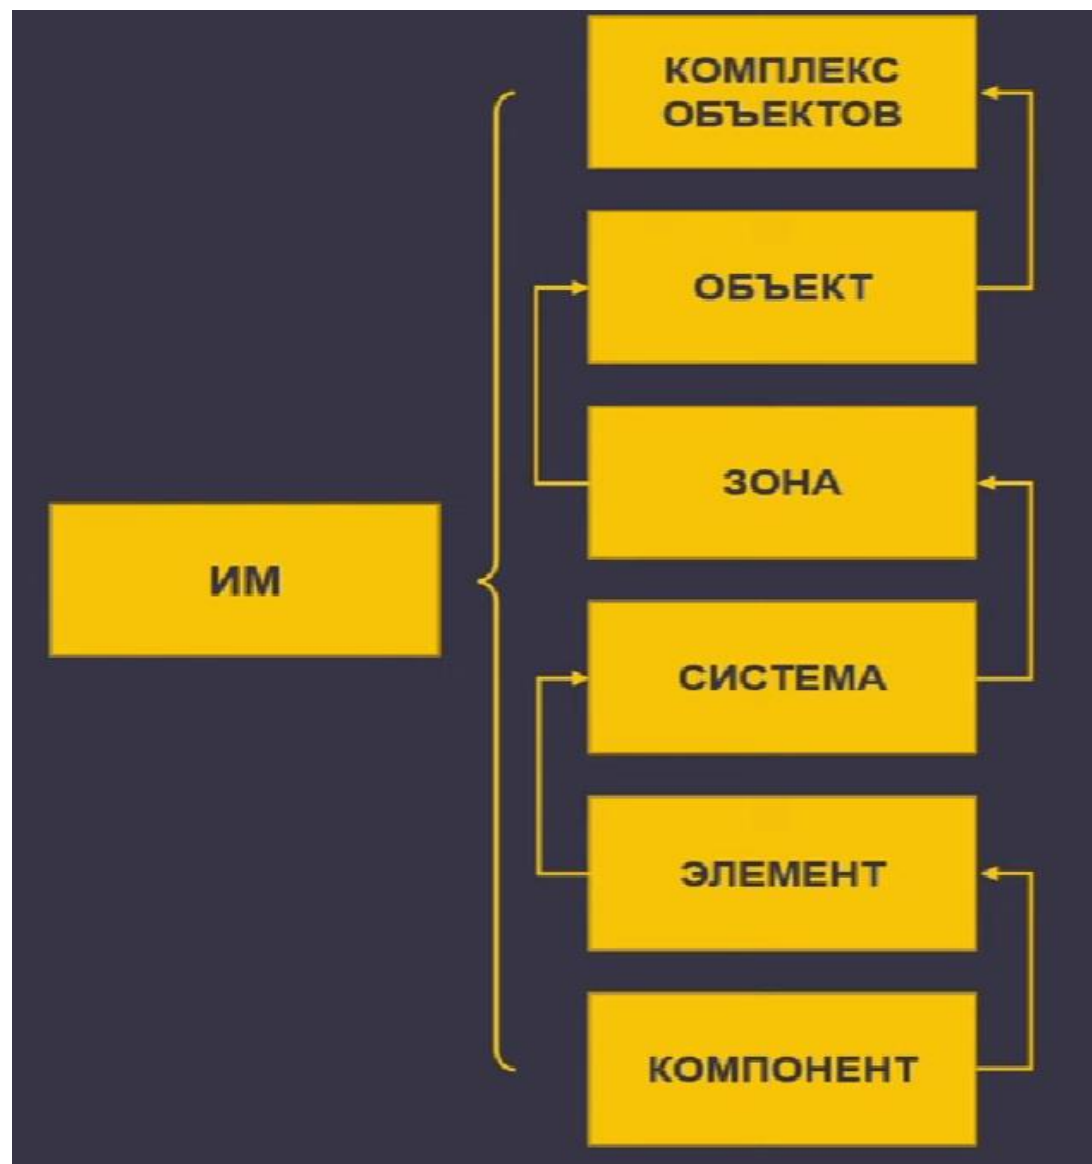 КОМПЛЕКС
ОБЪЕКТОВ
ОБЪЕКТ
ЗОНА
ИМ
СИСТЕМА
ЭЛЕМЕНТ
КОМПОНЕНТ